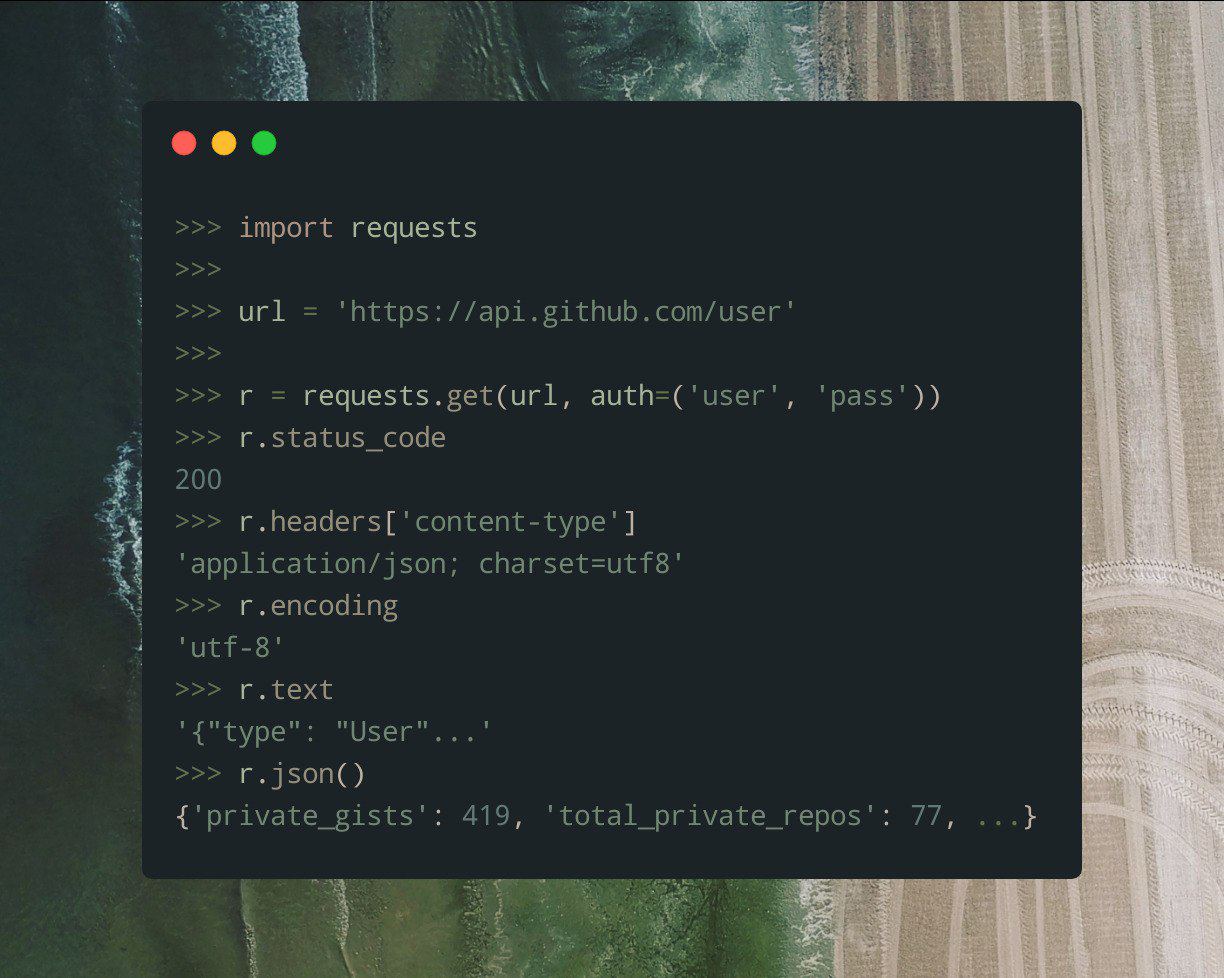 >>> import requests
>>>
>>> url = 'https://api.github.com/user'
>>>
>>> r = requests.get(url, auth=('user', 'pass'))
>>> r.status_code
200
>>> r.headers['content-type']
'application/json; charset=utf8'
>>> r.encoding
'utf-8'
>>> r.text
'{"type": "User"...'
>>> r.json()
{'private_gists': 419, 'total_private_repos': 77, ...}